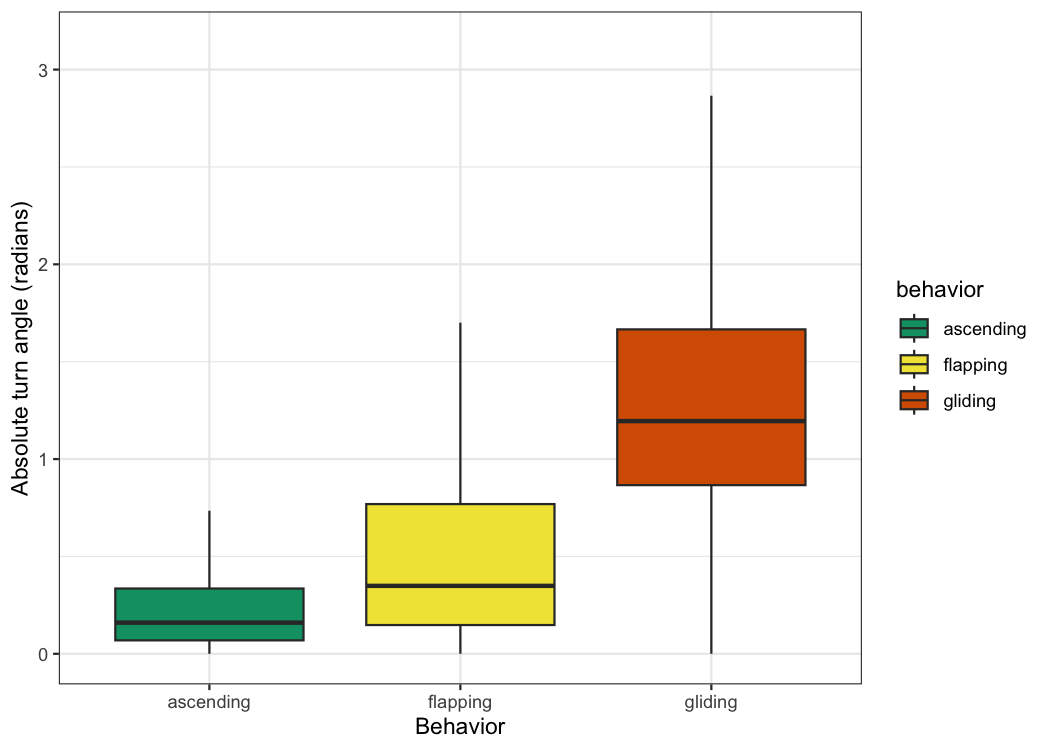 3
2
1
0
Absolute turn angle (radians)
ascending
flapping
gliding
Behavior
behavior
ascending
flapping
gliding